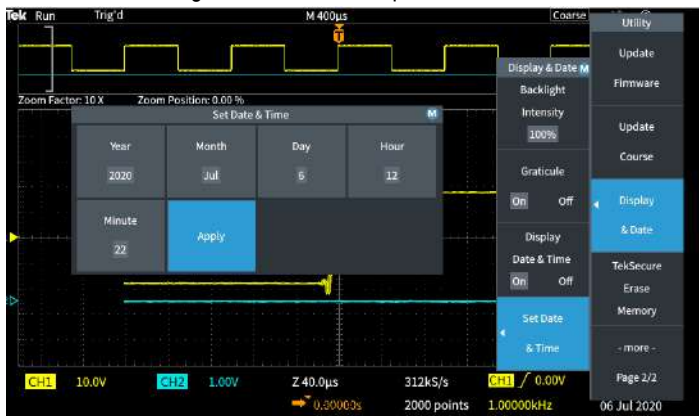 Tek Run Trig'd M 400µs Coarse
T
Zoom Factor: 10 X Zoom Position: 0.00 %
Set Date & Time M
Year
2020
Month
Jul
Day
6
Hour
12
Minute
22
Apply
Display & Date M
Backlight
Intensity
100%
Graticule
On Off
Display
Date & Time
On Off
Set Date
& Time
Utility
Update
Firmware
Update
Course
Display
& Date
TekSecure
Erase
Memory
- more -
Page 2/2
CH1 10.0V CH2 1.00V Z 40.0µs 312kS/s CH1 / 0.00V
0.00000s 2000 points 1.00000kHz 06 Jul 2020